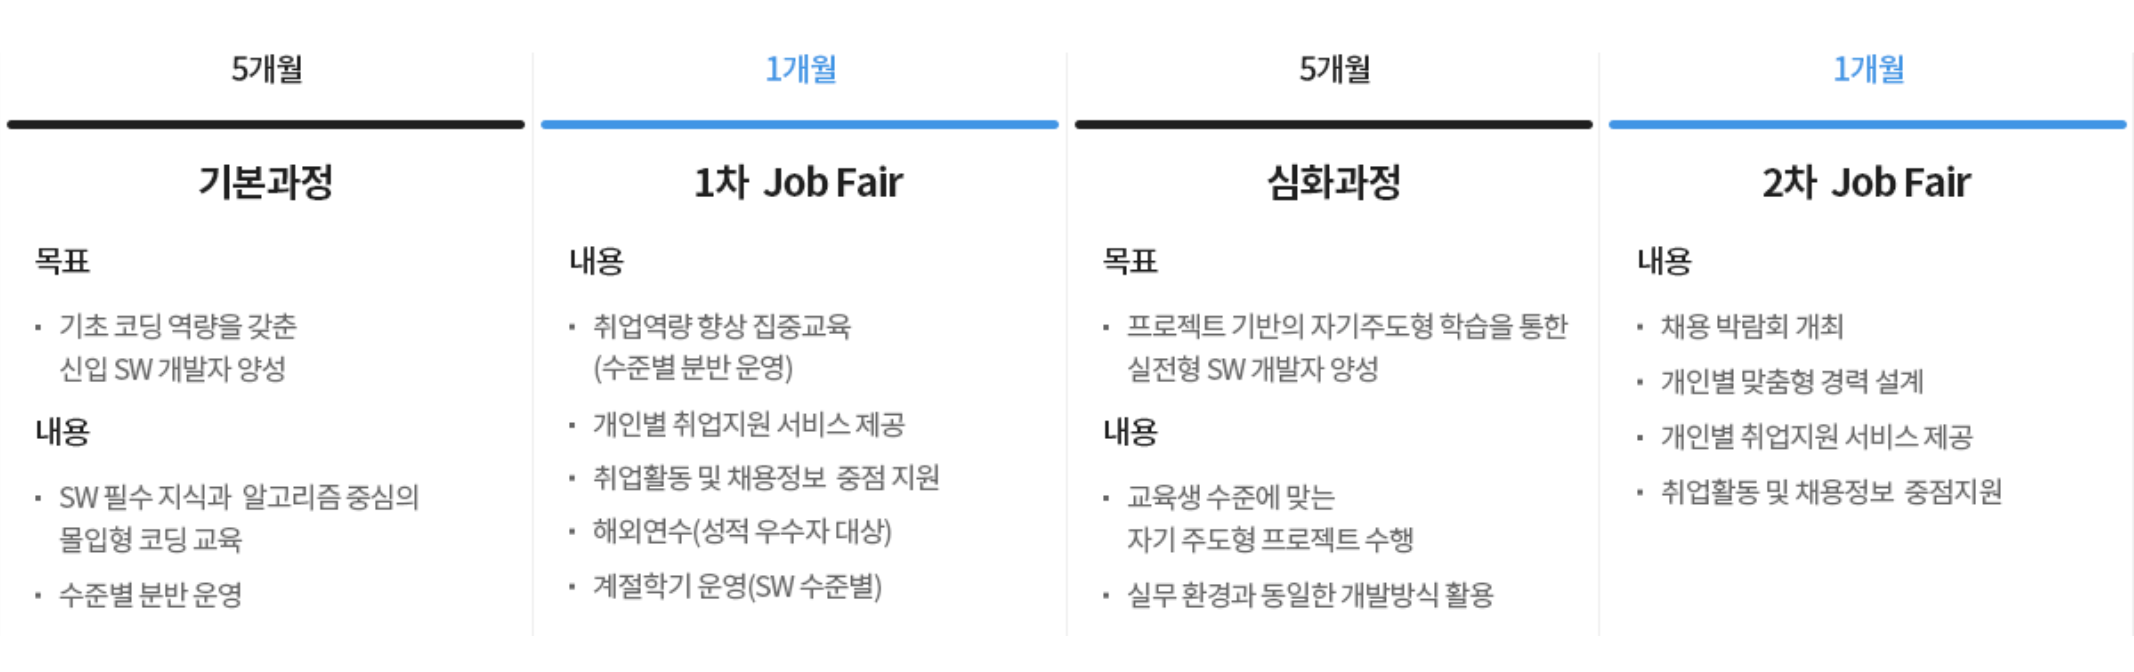 5개월
기본과정
목표
· 기초 코딩 역량을 갖춘
신입 SW 개발자 양성
내용
· SW 필수 지식과 알고리즘 중심의
몰입형 코딩 교육
· 수준별 분반 운영
1개월
1차 Job Fair
내용
· 취업역량 향상 집중교육
(수준별 분반 운영)
· 개인별 취업지원 서비스 제공
· 취업활동 및 채용정보 중점 지원
· 해외연수(성적 우수자 대상)
· 계절학기 운영(SW 수준별)
5개월
심화과정
목표
· 프로젝트 기반의 자기주도형 학습을 통한
실전형 SW 개발자 양성
내용
· 교육생 수준에 맞는
자기 주도형 프로젝트 수행
· 실무 환경과 동일한 개발방식 활용
1개월
2차 Job Fair
내용
· 채용 박람회 개최
· 개인별 맞춤형 경력 설계
· 개인별 취업지원 서비스 제공
· 취업활동 및 채용정보 중점지원